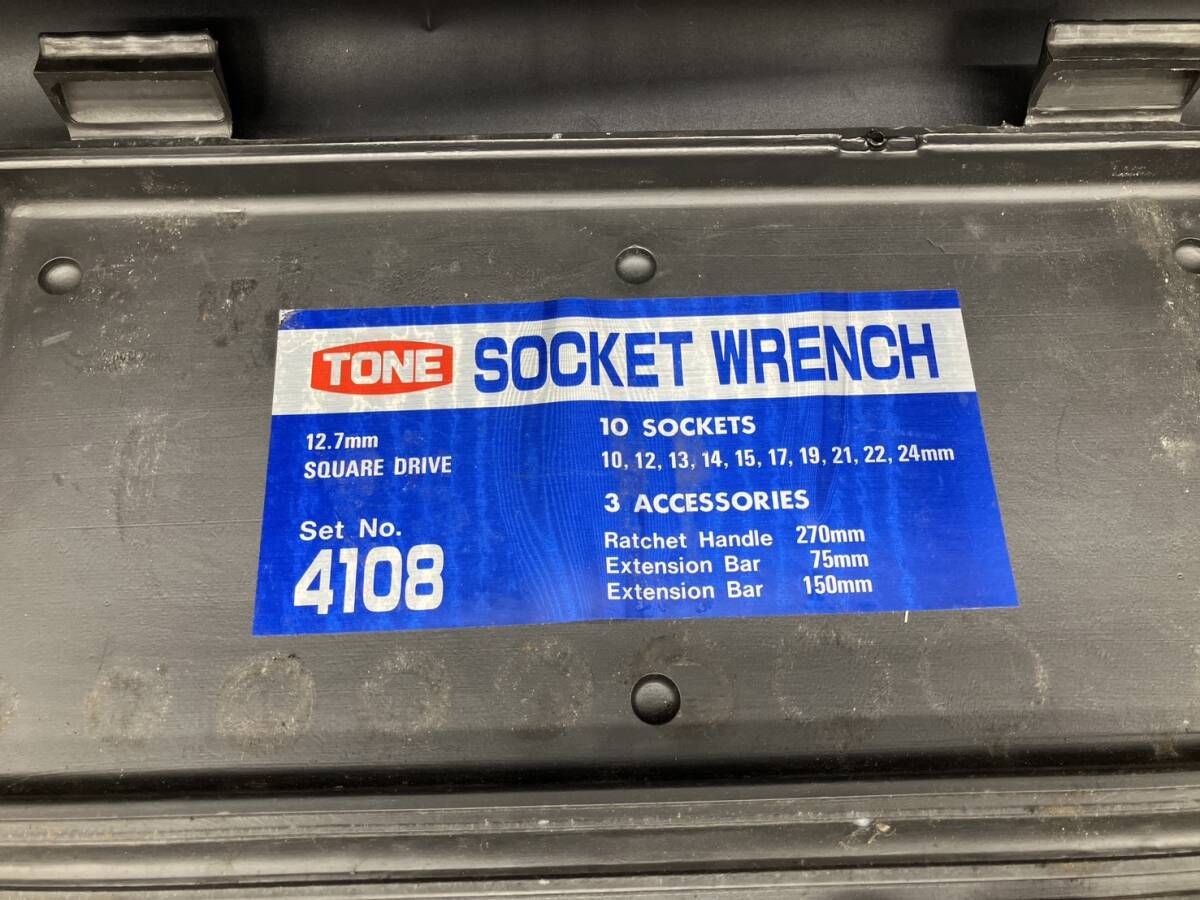 TONE SOCKET WRENCH
12.7mm
SQUARE DRIVE
Set No.
4108
10 SOCKETS
10, 12, 13, 14, 15, 17, 19, 21, 22, 24mm
3 ACCESSORIES
Ratchet Handle 270mm
Extension Bar 75mm
Extension Bar 150mm